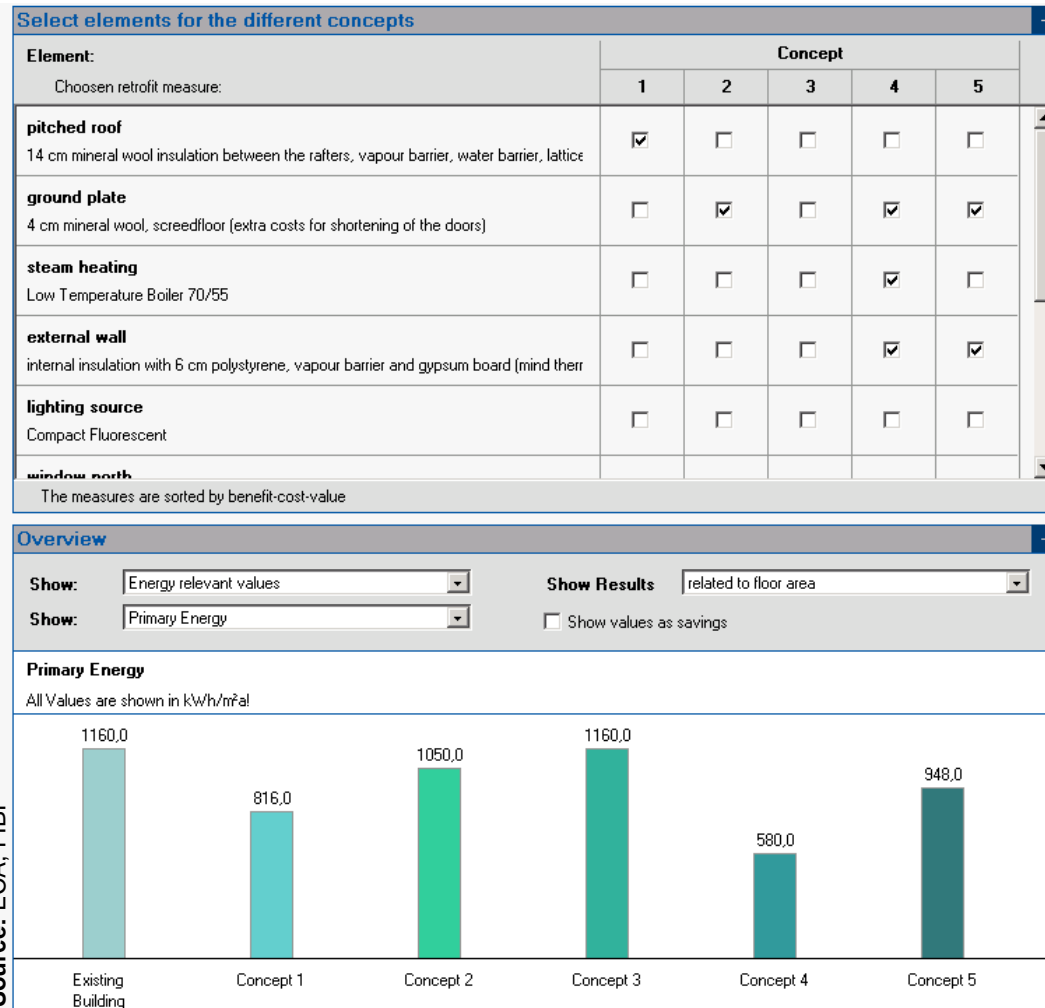 Select elements for the different concepts
Element:
Concept
Choosen retrofit measure:
1 2 3 4 5
pitched roof
14 cm mineral wool insulation between the rafters, vapour barrier, water barrier, lattice
ground plate
4 cm mineral wool, screedfloor (extra costs for shortening of the doors)
steam heating
Low Temperature Boiler 70/55
external wall
internal insulation with 6 cm polystyrene, vapour barrier and gypsum board (mind therr
lighting source
Compact Fluorescent
window north
The measures are sorted by benefit-cost-value
Overview
Show: Energy relevant values Show Results related to floor area
Show: Primary Energy Show values as savings
Primary Energy
All Values are shown in kWh/m²a!
1160,0 816,0 1050,0 1160,0 580,0 948,0
Existing Building Concept 1 Concept 2 Concept 3 Concept 4 Concept 5
Source: